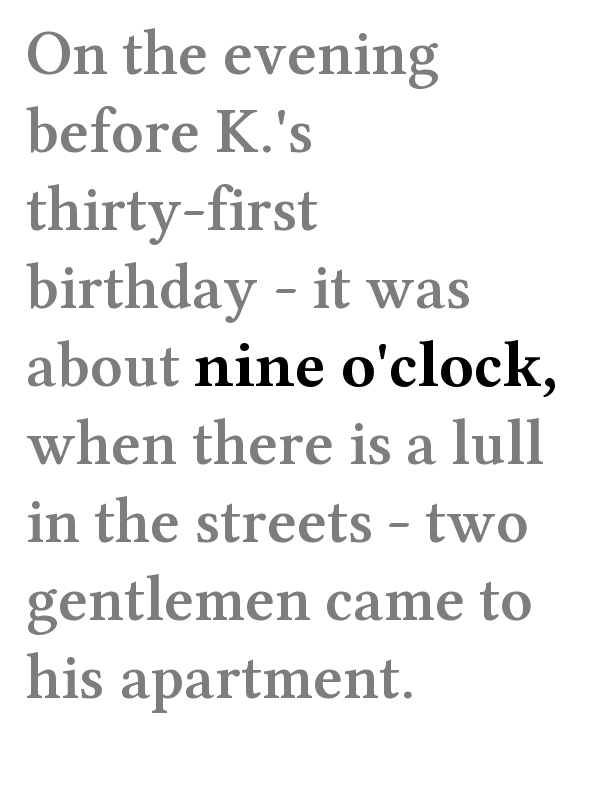 On the evening
before K.'s
thirty-first
birthday - it was
about nine o'clock,
when there is a lull
in the streets - two
gentlemen came to
his apartment.